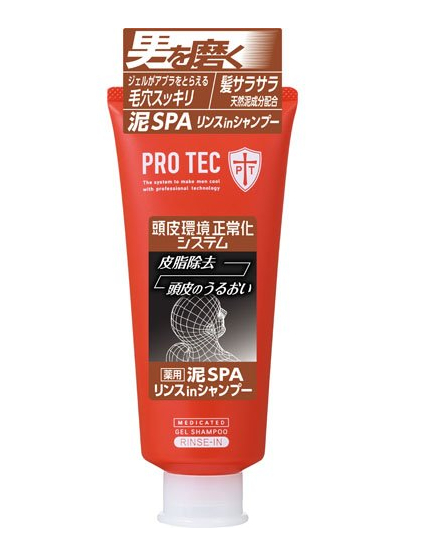 男を磨く
ジェルがアブラをとらえる
毛穴スッキリ
髪サラサラ
天然泥成分配合
泥SPA リンスinシャンプー
PRO TEC
P T
The system to make men cool
with professional technology
頭皮環境正常化
システム
皮脂除去
頭皮のうるおい
薬用 泥SPA
リンスinシャンプー
MEDICATED
GEL SHAMPOO
RINSE-IN